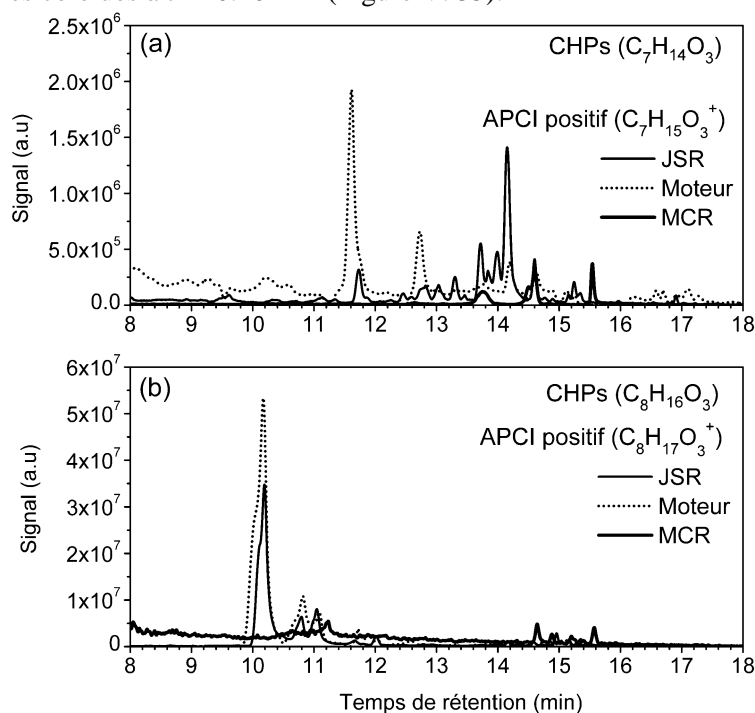 min (Figure
2.5x10⁶
(a)
CHPs (C₇H₁₄O₃)
2.0x10⁶
APCI positif (C₇H₁₅O₃⁺)
1.5x10⁶
JSR
1.0x10⁶
Moteur
MCR
5.0x10⁵
0.0
Signal (a.u)
8 9 10 11 12 13 14 15 16 17 18
6x10⁷
(b)
CHPs (C₈H₁₆O₃)
5x10⁷
APCI positif (C₈H₁₇O₃⁺)
4x10⁷
JSR
3x10⁷
Moteur
MCR
2x10⁷
1x10⁷
0
Signal (a.u)
8 9 10 11 12 13 14 15 16 17 18
Temps de rétention (min)